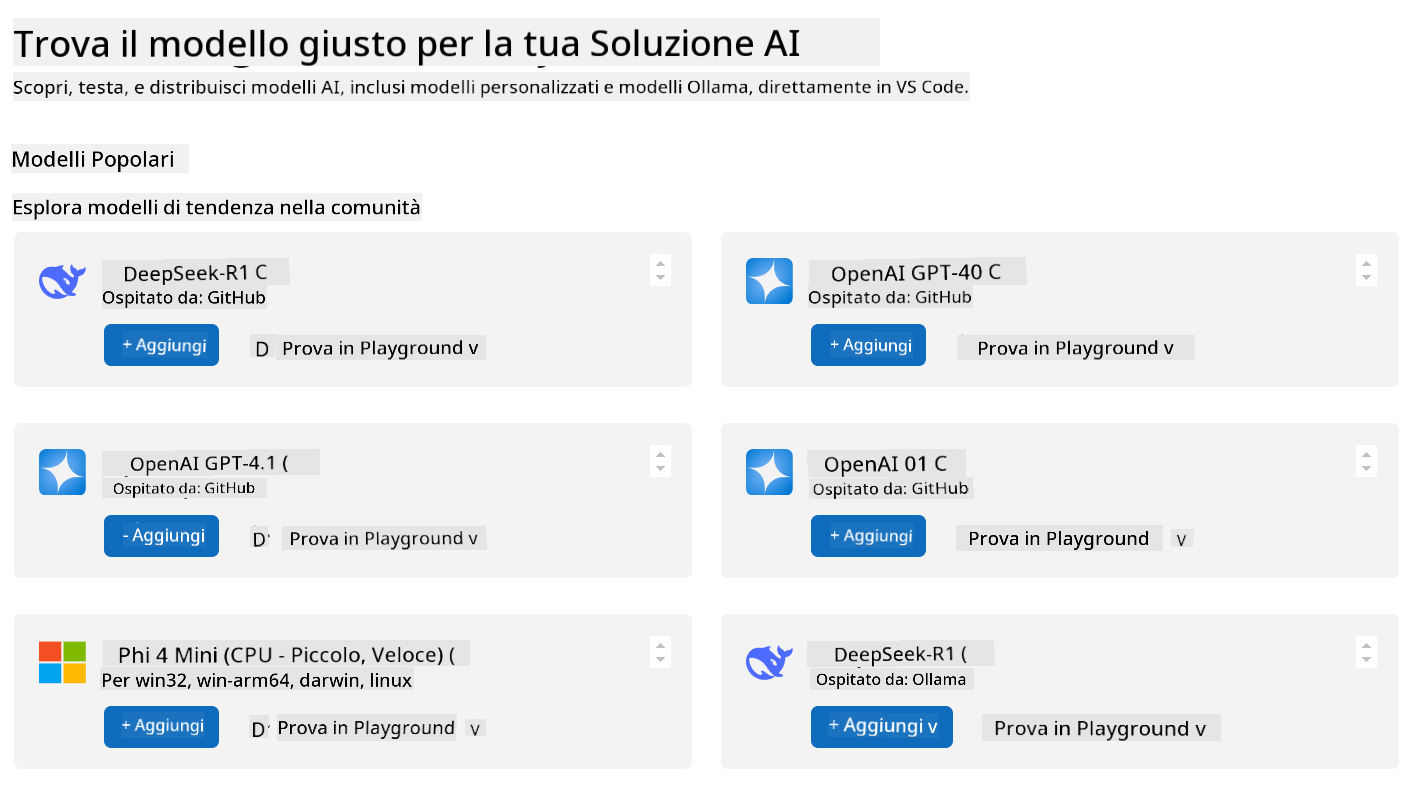 Trova il modello giusto per la tua Soluzione AI
Scopri, testa, e distribuisci modelli AI, inclusi modelli personalizzati e modelli Ollama, direttamente in VS Code.
Modelli Popolari
Esplora modelli di tendenza nella comunità
DeepSeek-R1 C
Ospitato da: GitHub
+ Aggiungi D Prova in Playground v
OpenAI GPT-40 C
Ospitato da: GitHub
+ Aggiungi Prova in Playground v
OpenAI GPT-4.1 (
Ospitato da: GitHub
- Aggiungi D Prova in Playground v
OpenAI 01 C
Ospitato da: GitHub
+ Aggiungi Prova in Playground v
Phi 4 Mini (CPU - Piccolo, Veloce) (
Per win32, win-arm64, darwin, linux
+ Aggiungi D Prova in Playground v
DeepSeek-R1 (
Ospitato da: Ollama
+ Aggiungi v Prova in Playground v